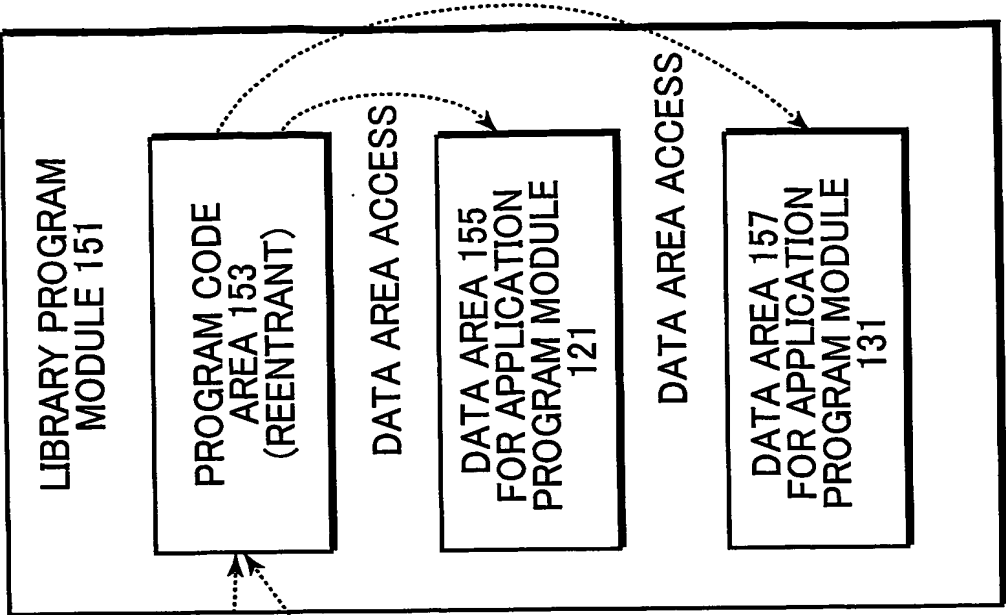 LIBRARY PROGRAM
MODULE 151
PROGRAM CODE
AREA 153
(REENTRANT)
DATA AREA ACCESS
DATA AREA 155
FOR APPLICATION
PROGRAM MODULE
121
DATA AREA ACCESS
DATA AREA 157
FOR APPLICATION
PROGRAM MODULE
131